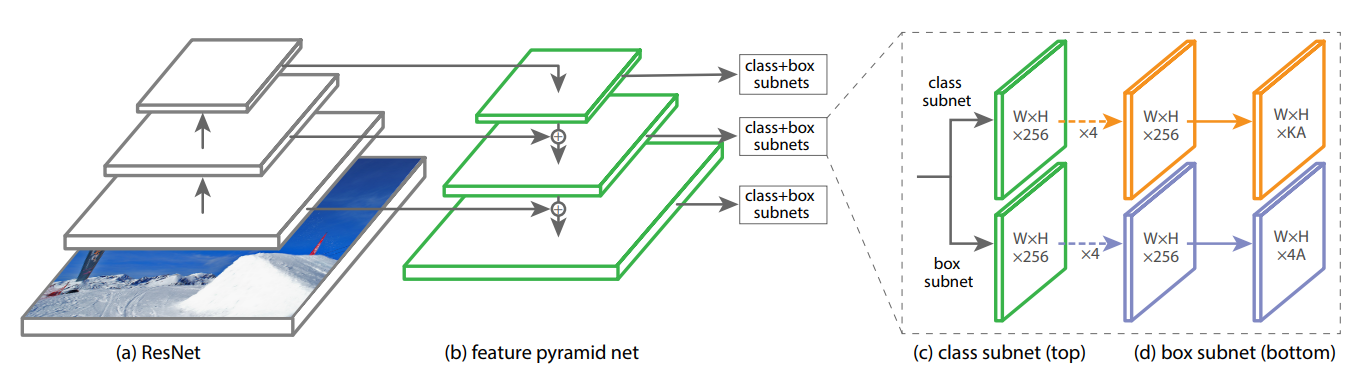 class+box
subnets
class+box
subnets
class+box
subnets
class
subnet
W×H
×256
×4
W×H
×256
W×H
×KA
box
subnet
W×H
×256
×4
W×H
×256
W×H
×4A
(a) ResNet
(b) feature pyramid net
(c) class subnet (top)
(d) box subnet (bottom)